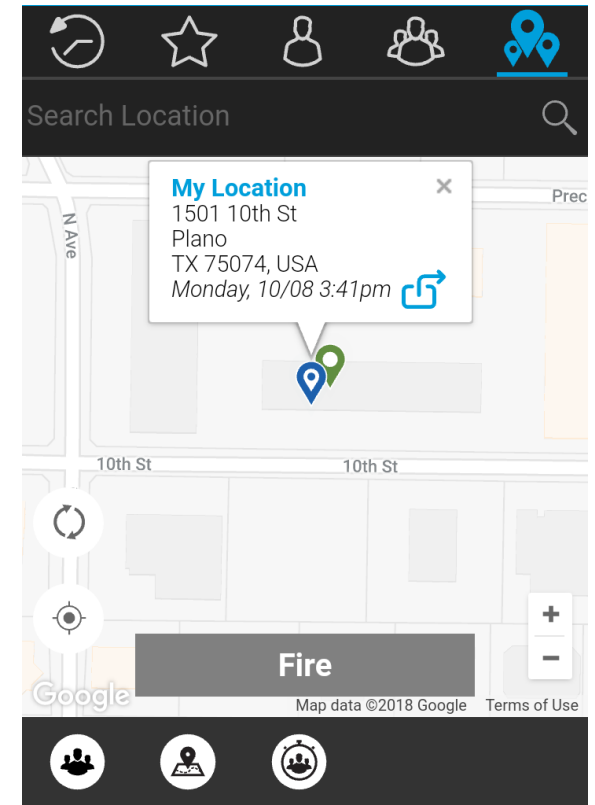 Search Location
My Location
1501 10th St
Plano
TX 75074, USA
Monday, 10/08 3:41pm
Prec
N Ave
10th St
10th St
Fire
Google
Map data ©2018 Google
Terms of Use